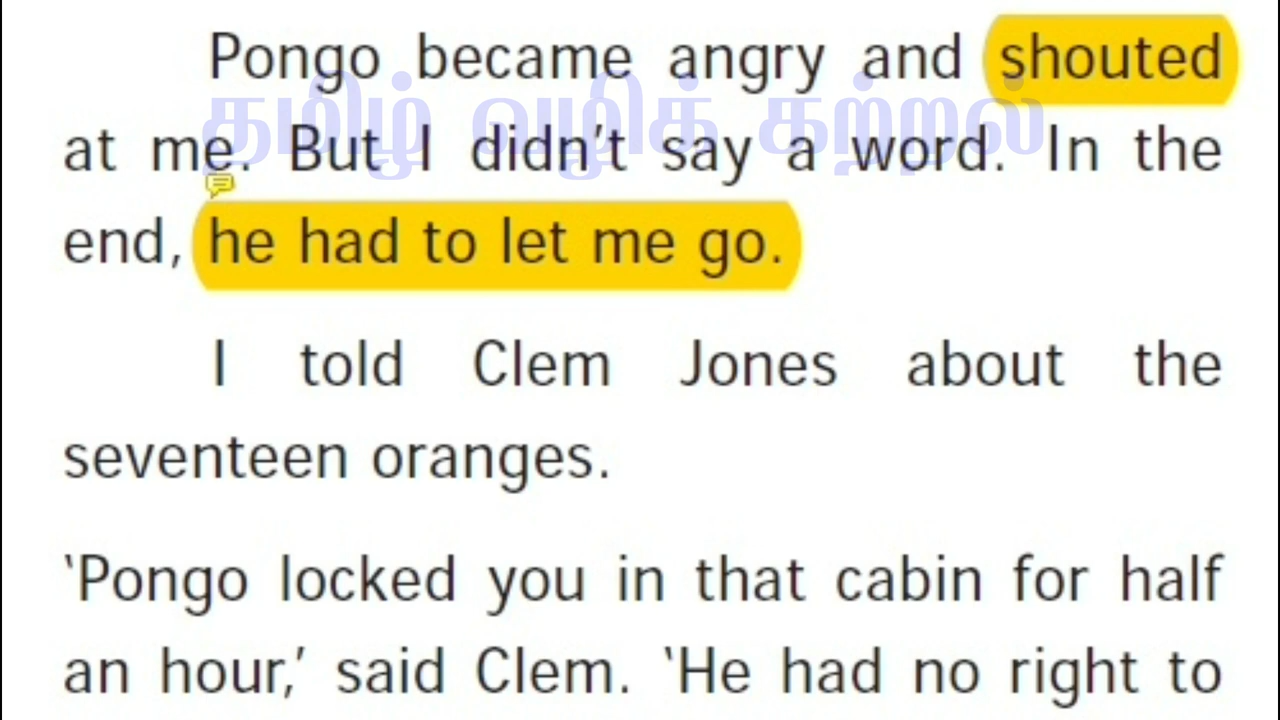 Pongo became angry and shouted
தமிழ் வழிக் கற்றல்
at me. But I didn't say a word. In the
end, he had to let me go.
I told Clem Jones about the
seventeen oranges.
‘Pongo locked you in that cabin for half
an hour,’ said Clem. ‘He had no right to